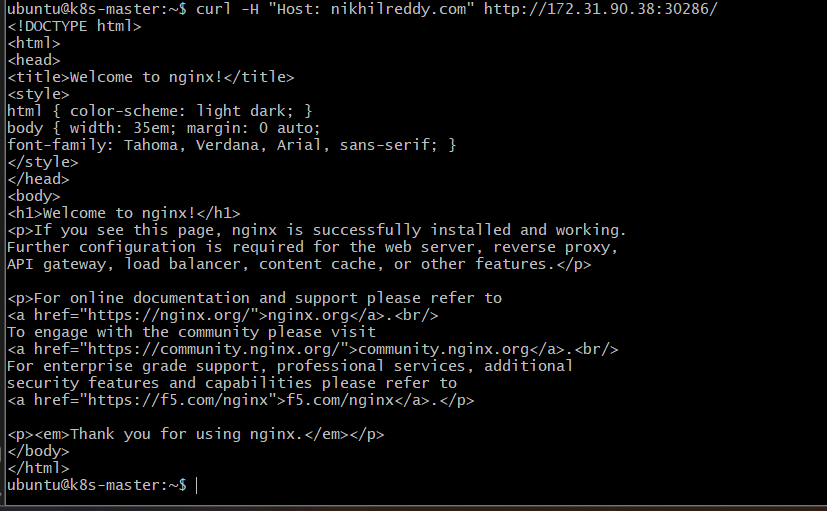 ubuntu@k8s-master:~$ curl -H "Host: nikhilreddy.com" http://172.31.90.38:30286/
<!DOCTYPE html>
<html>
<head>
<title>Welcome to nginx!</title>
<style>
html { color-scheme: light dark; }
body { width: 35em; margin: 0 auto;
font-family: Tahoma, Verdana, Arial, sans-serif; }
</style>
</head>
<body>
<h1>Welcome to nginx!</h1>
<p>If you see this page, nginx is successfully installed and working.
Further configuration is required for the web server, reverse proxy,
API gateway, load balancer, content cache, or other features.</p>

<p>For online documentation and support please refer to
<a href="https://nginx.org/">nginx.org</a>.<br/>
To engage with the community please visit
<a href="https://community.nginx.org/">community.nginx.org</a>.<br/>
For enterprise grade support, professional services, additional
security features and capabilities please refer to
<a href="https://f5.com/nginx">f5.com/nginx</a>.</p>

<p><em>Thank you for using nginx.</em></p>
</body>
</html>
ubuntu@k8s-master:~$